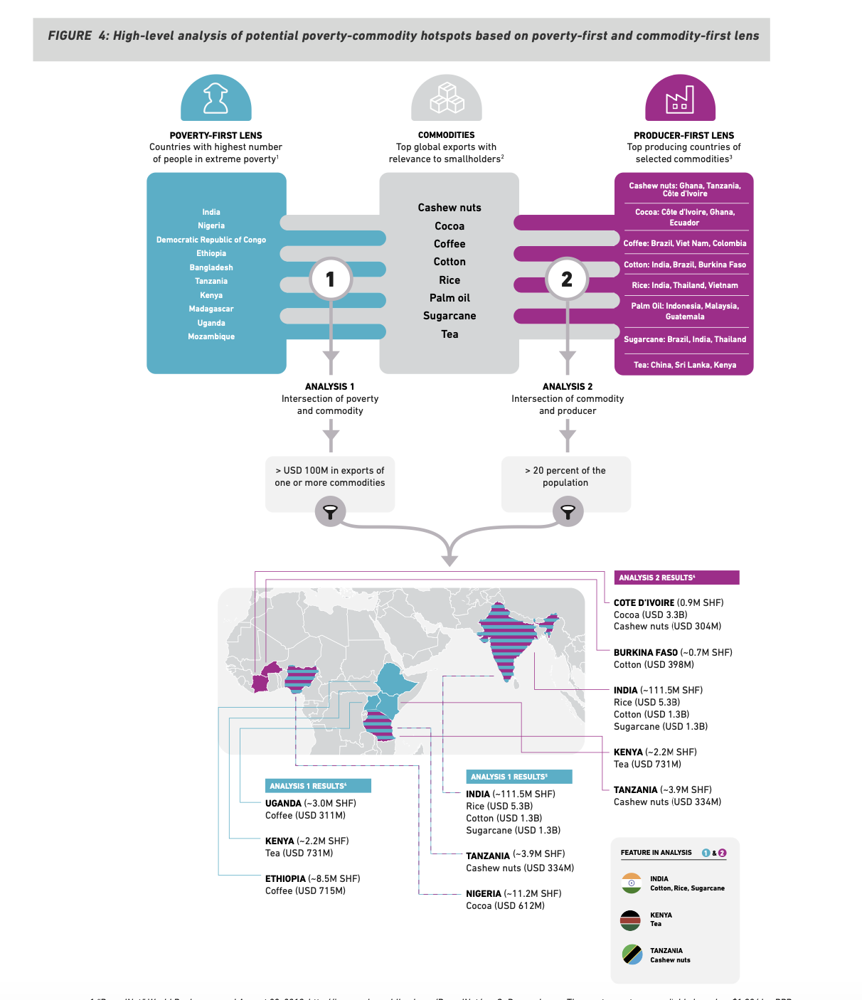 FIGURE 4: High-level analysis of potential poverty-commodity hotspots based on poverty-first and commodity-first lens
POVERTY-FIRST LENS
Countries with highest number
of people in extreme poverty¹
COMMODITIES
Top global exports with
relevance to smallholders²
PRODUCER-FIRST LENS
Top producing countries of
selected commodities³
India
Nigeria
Democratic Republic of Congo
Ethiopia
Bangladesh
Tanzania
Kenya
Madagascar
Uganda
Mozambique
1
Cashew nuts
Cocoa
Coffee
Cotton
Rice
Palm oil
Sugarcane
Tea
2
Cashew nuts: Ghana, Tanzania,
Côte d'Ivoire
Cocoa: Côte d'Ivoire, Ghana,
Ecuador
Coffee: Brazil, Viet Nam, Colombia
Cotton: India, Brazil, Burkina Faso
Rice: India, Thailand, Vietnam
Palm Oil: Indonesia, Malaysia,
Guatemala
Sugarcane: Brazil, India, Thailand
Tea: China, Sri Lanka, Kenya
ANALYSIS 1
Intersection of poverty
and commodity
ANALYSIS 2
Intersection of commodity
and producer
> USD 100M in exports of
one or more commodities
> 20 percent of the
population
ANALYSIS 2 RESULTS⁴
COTE D'IVOIRE (0.9M SHF)
Cocoa (USD 3.3B)
Cashew nuts (USD 304M)
BURKINA FASO (~0.7M SHF)
Cotton (USD 398M)
INDIA (~111.5M SHF)
Rice (USD 5.3B)
Cotton (USD 1.3B)
Sugarcane (USD 1.3B)
KENYA (~2.2M SHF)
Tea (USD 731M)
TANZANIA (~3.9M SHF)
Cashew nuts (USD 334M)
ANALYSIS 1 RESULTS⁴
UGANDA (~3.0M SHF)
Coffee (USD 311M)
KENYA (~2.2M SHF)
Tea (USD 731M)
ETHIOPIA (~8.5M SHF)
Coffee (USD 715M)
ANALYSIS 1 RESULTS⁵
INDIA (~111.5M SHF)
Rice (USD 5.3B)
Cotton (USD 1.3B)
Sugarcane (USD 1.3B)
TANZANIA (~3.9M SHF)
Cashew nuts (USD 334M)
NIGERIA (~11.2M SHF)
Cocoa (USD 612M)
FEATURE IN ANALYSIS 1 & 2
INDIA
Cotton, Rice, Sugarcane
KENYA
Tea
TANZANIA
Cashew nuts